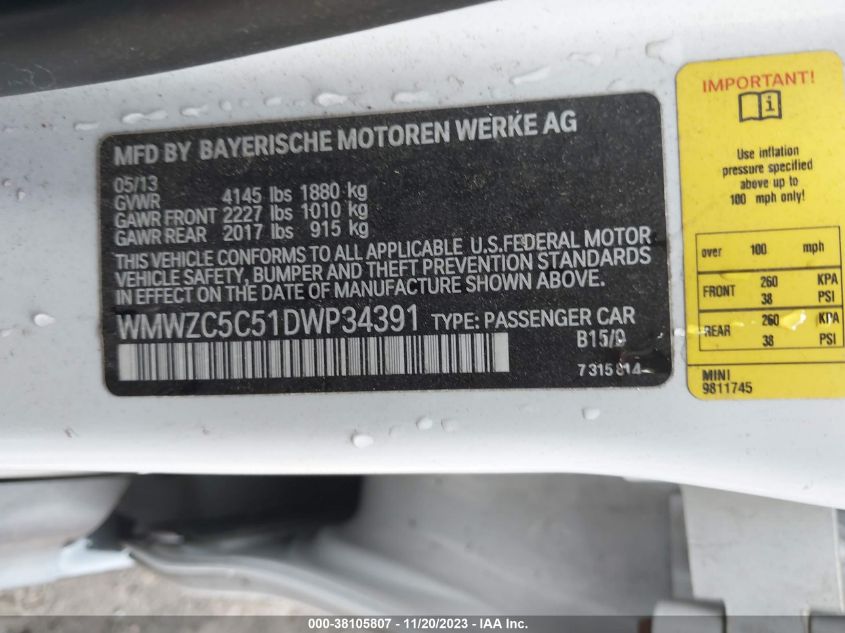 MFD BY BAYERISCHE MOTOREN WERKE AG
05/13
GVWR 4145 lbs 1880 kg
GAWR FRONT 2227 lbs 1010 kg
GAWR REAR 2017 lbs 915 kg
THIS VEHICLE CONFORMS TO ALL APPLICABLE U.S.FEDERAL MOTOR
VEHICLE SAFETY, BUMPER AND THEFT PREVENTION STANDARDS
IN EFFECT ON THE DATE OF MANUFACTURE SHOWN ABOVE.
WMWZC5C51DWP34391 TYPE: PASSENGER CAR
7 315 814
IMPORTANT!
i
Use inflation
pressure specified
above up to
100 mph only!
over 100 mph
FRONT 260 KPA
38 PSI
REAR 260 KPA
38 PSI
MINI
9811745
000-38105807 - 11/20/2023 - IAA Inc.